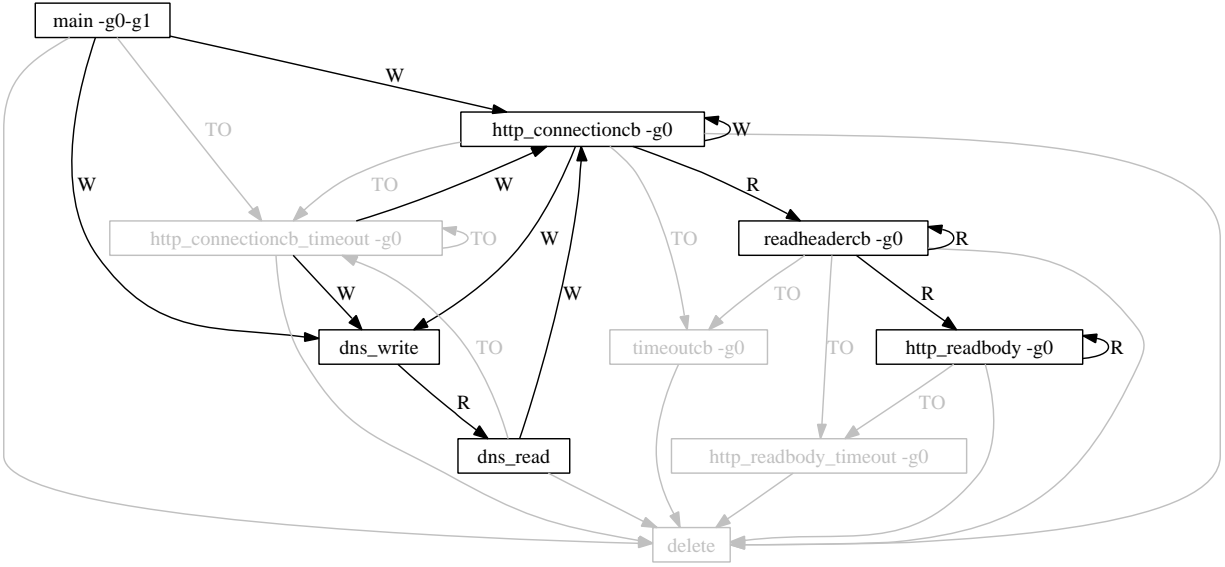 main -g0-g1
W
http_connectioncb -g0
W
TO
W
TO
W
R
http_connectioncb_timeout -g0
TO
W
TO
readheadercb -g0
R
W
W
TO
R
dns_write
TO
timeoutcb -g0
TO
http_readbody -g0
R
R
TO
dns_read
http_readbody_timeout -g0
delete